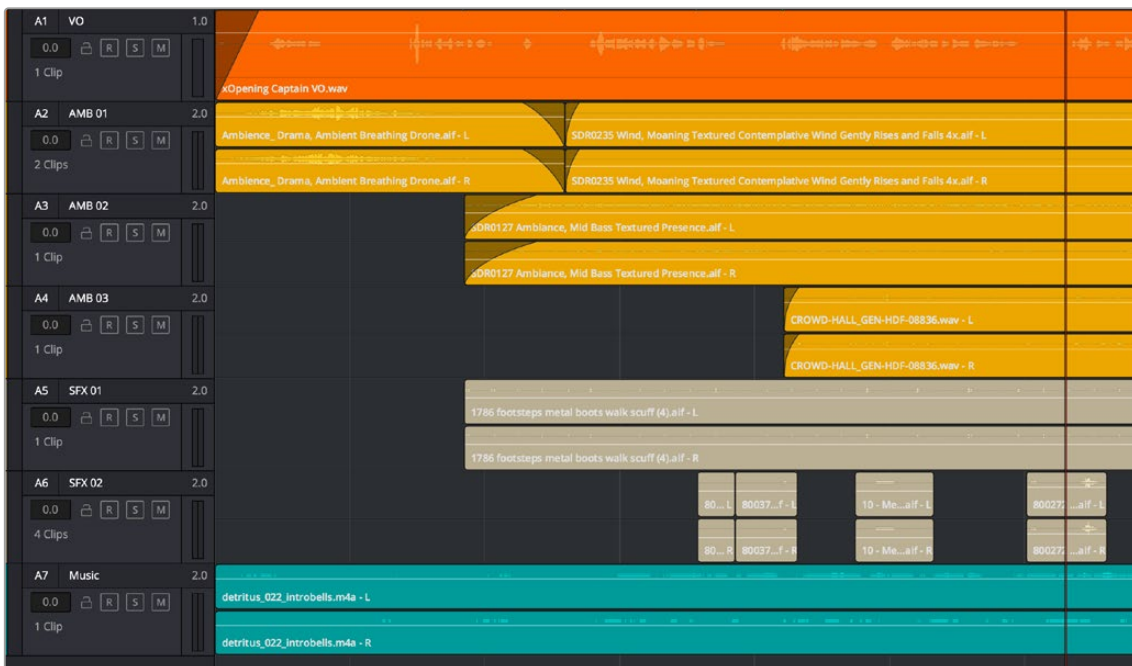 A1 VO 1.0
0.0 R S M
1 Clip
xOpening Captain VO.wav
A2 AMB 01 2.0
0.0 R S M
2 Clips
Ambience_ Drama, Ambient Breathing Drone.aif - L
SDR0235 Wind, Moaning Textured Contemplative Wind Gently Rises and Falls 4x.aif - L
Ambience_ Drama, Ambient Breathing Drone.aif - R
SDR0235 Wind, Moaning Textured Contemplative Wind Gently Rises and Falls 4x.aif - R
A3 AMB 02 2.0
0.0 R S M
1 Clip
SDR0127 Ambiance, Mid Bass Textured Presence.aif - L
SDR0127 Ambiance, Mid Bass Textured Presence.aif - R
A4 AMB 03 2.0
0.0 R S M
1 Clip
CROWD-HALL_GEN-HDF-08836.wav - L
CROWD-HALL_GEN-HDF-08836.wav - R
A5 SFX 01 2.0
0.0 R S M
1 Clip
1786 footsteps metal boots walk scuff (4).aif - L
1786 footsteps metal boots walk scuff (4).aif - R
A6 SFX 02 2.0
0.0 R S M
4 Clips
80... L 80037...f - L 10 - Me...aif - L 800272 ...aif - L
80... R 80037...f - R 10 - Me...aif - R 800272 ...aif - R
A7 Music 2.0
0.0 R S M
1 Clip
detritus_022_introbells.m4a - L
detritus_022_introbells.m4a - R